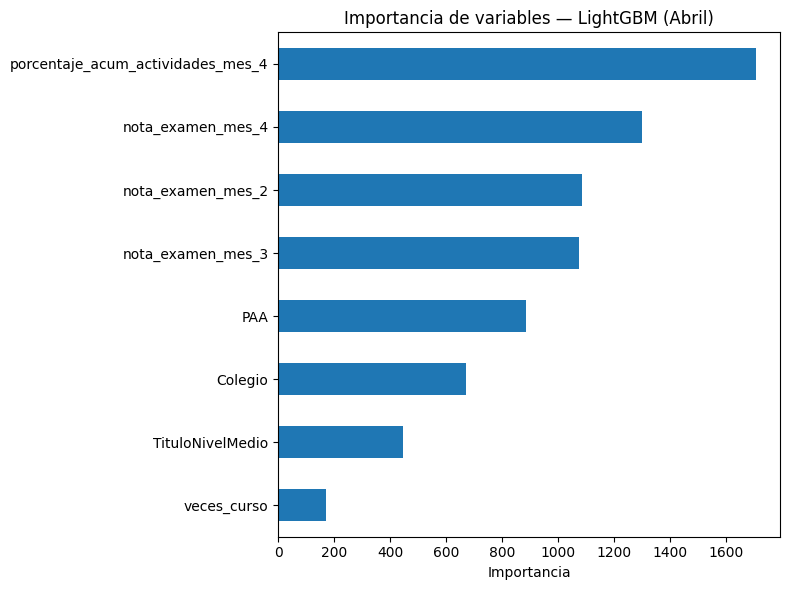 Importancia de variables — LightGBM (Abril)
porcentaje_acum_actividades_mes_4
nota_examen_mes_4
nota_examen_mes_2
nota_examen_mes_3
PAA
Colegio
TituloNivelMedio
veces_curso
0 200 400 600 800 1000 1200 1400 1600
Importancia